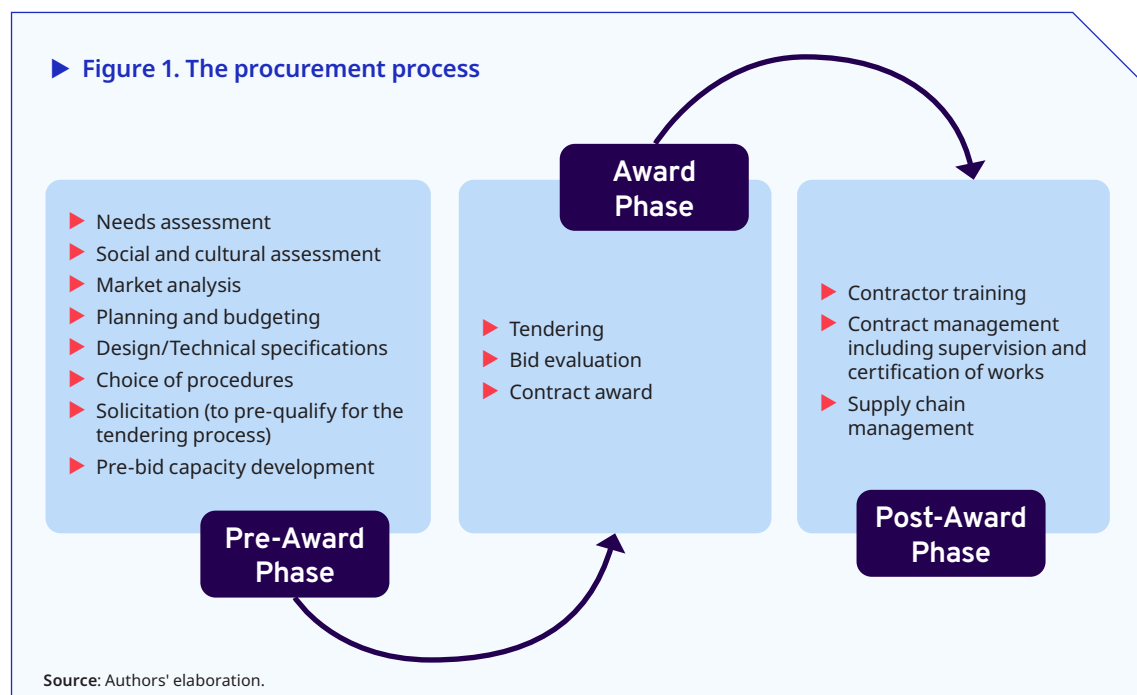 Figure 1. The procurement process
Needs assessment
Social and cultural assessment
Market analysis
Planning and budgeting
Design/Technical specifications
Choice of procedures
Solicitation (to pre-qualify for the
tendering process)
Pre-bid capacity development
Pre-Award
Phase
Award
Phase
Tendering
Bid evaluation
Contract award
Contractor training
Contract management
including supervision and
certification of works
Supply chain
management
Post-Award
Phase
Source: Authors' elaboration.